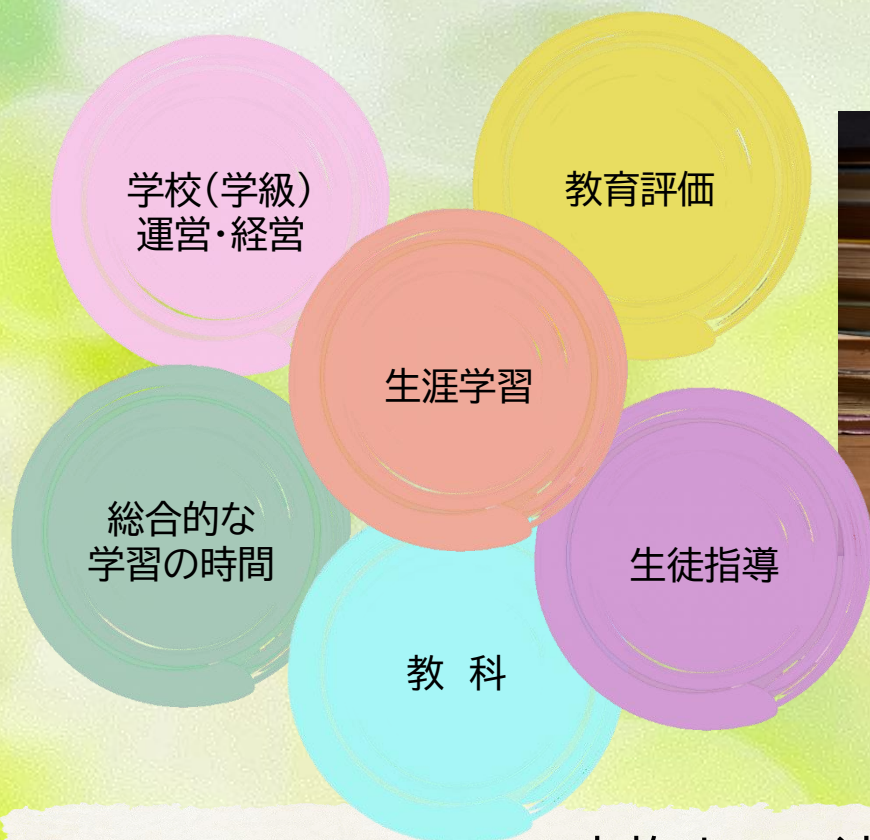 学校(学級)
運営・経営
教育評価
生涯学習
総合的な
学習の時間
生徒指導
教 科